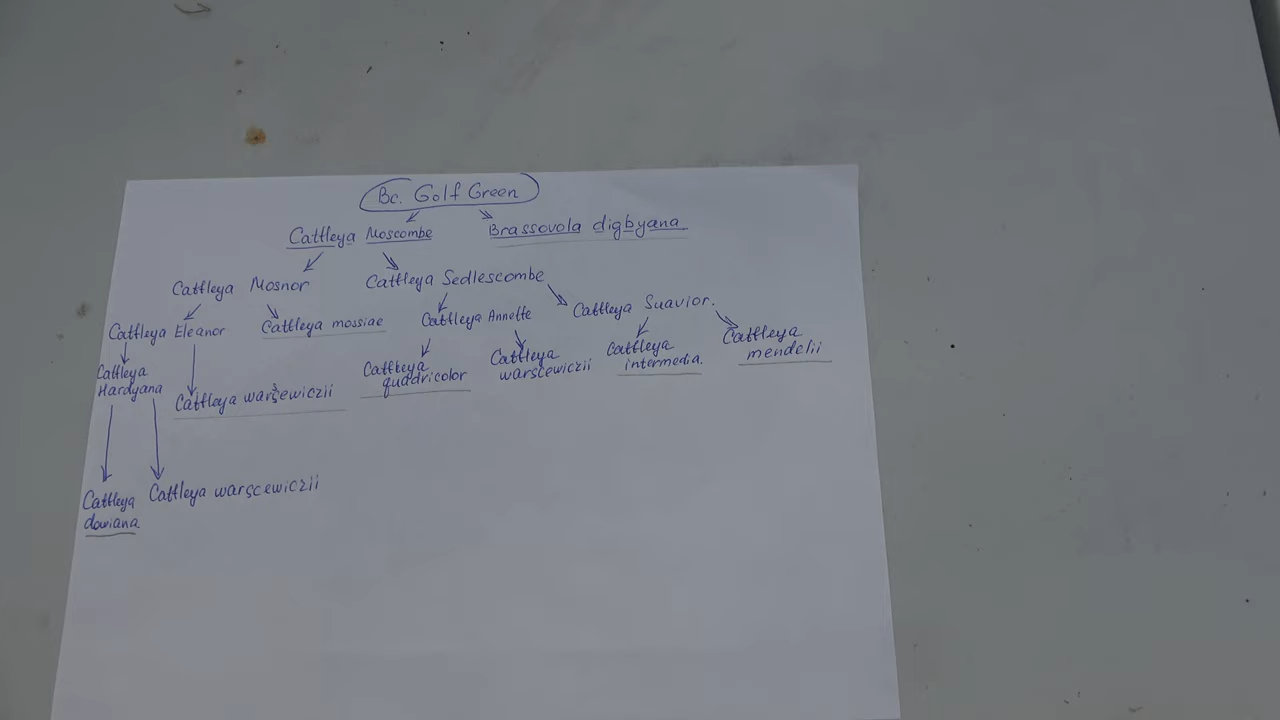 Bc. Golf Green
Cattleya Moscombe
Brassovola digbyana
Cattleya Mosnor
Cattleya Sedlescombe
Cattleya Eleanor
Cattleya mossiae
Cattleya Annette
Cattleya Suavior.
Cattleya
Hardyana
Cattleya warscewiczii
Cattleya
quadricolor
Cattleya
warscewiczii
Cattleya
intermedia.
Cattleya
mendelii
Cattleya
dowiana
Cattleya warscewiczii